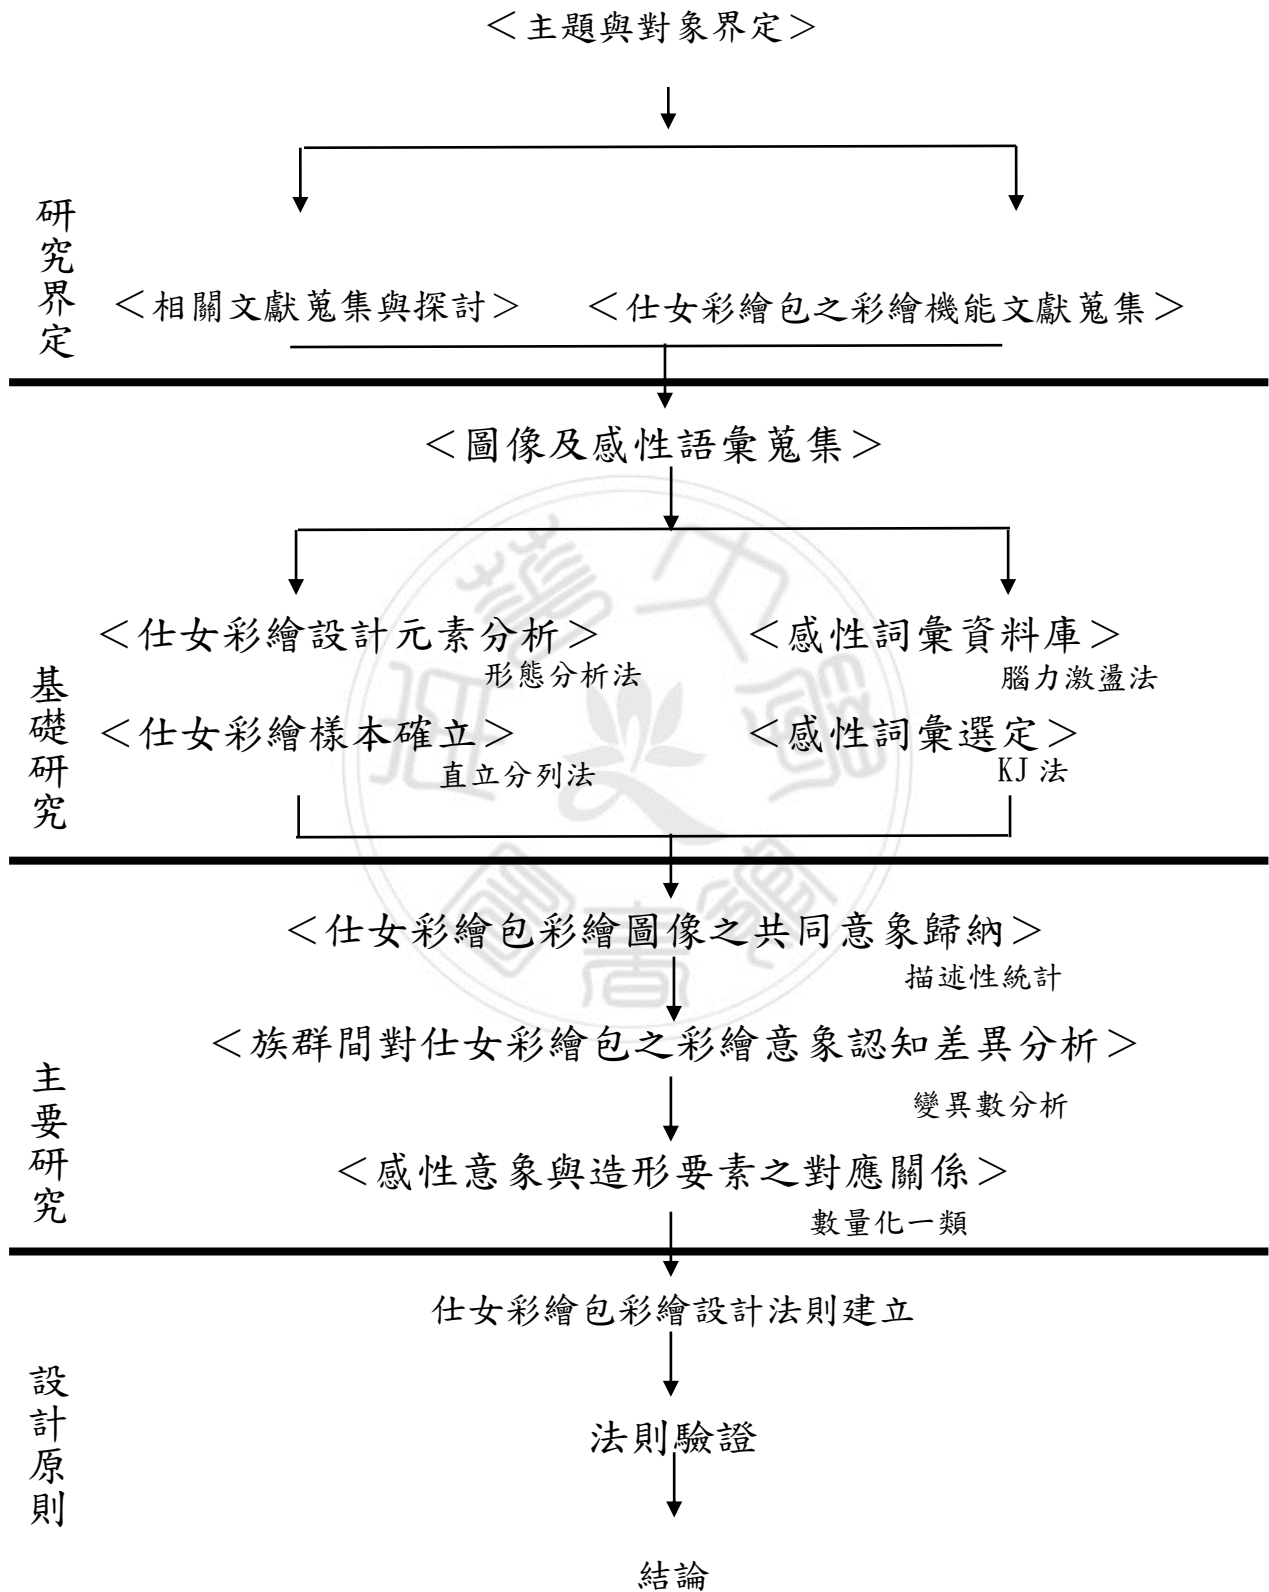 ＜主題與對象界定＞
研究界定
＜相關文獻蒐集與探討＞
＜仕女彩繪包之彩繪機能文獻蒐集＞
＜圖像及感性語彙蒐集＞
基礎研究
＜仕女彩繪設計元素分析＞
形態分析法
＜感性詞彙資料庫＞
腦力激盪法
＜仕女彩繪樣本確立＞
直立分列法
＜感性詞彙選定＞
KJ 法
＜仕女彩繪包彩繪圖像之共同意象歸納＞
描述性統計
主要研究
＜族群間對仕女彩繪包之彩繪意象認知差異分析＞
變異數分析
＜感性意象與造形要素之對應關係＞
數量化一類
設計原則
仕女彩繪包彩繪設計法則建立
法則驗證
結論